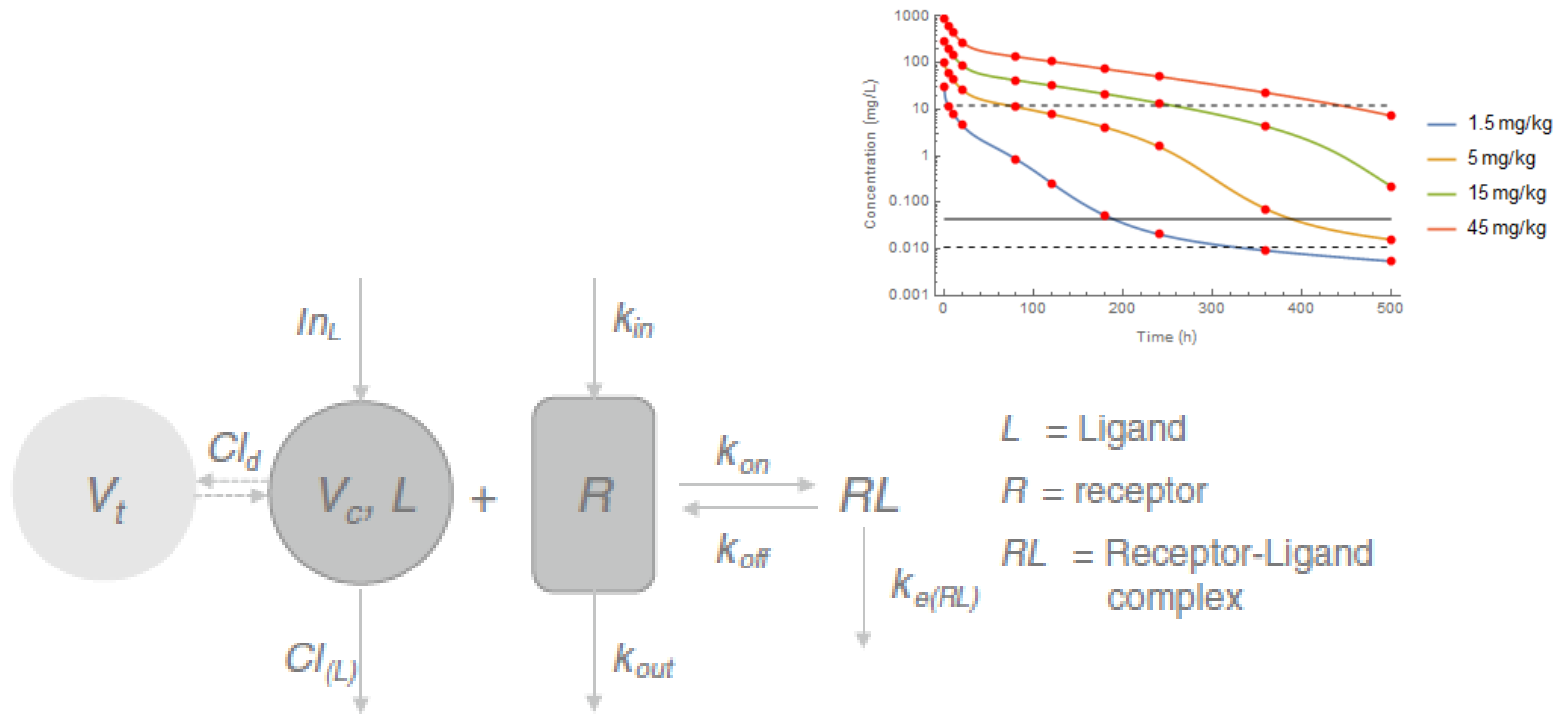 1000
100
10
1
0.100
0.010
0.001
Concentration (mg/L)
0
100
200
300
400
500
Time (h)
1.5 mg/kg
5 mg/kg
15 mg/kg
45 mg/kg
In_L
k_in
Cl_d
V_t
V_c, L
+
R
k_on
k_off
RL
k_e(RL)
Cl_(L)
k_out
L = Ligand
R = receptor
RL = Receptor-Ligand
complex